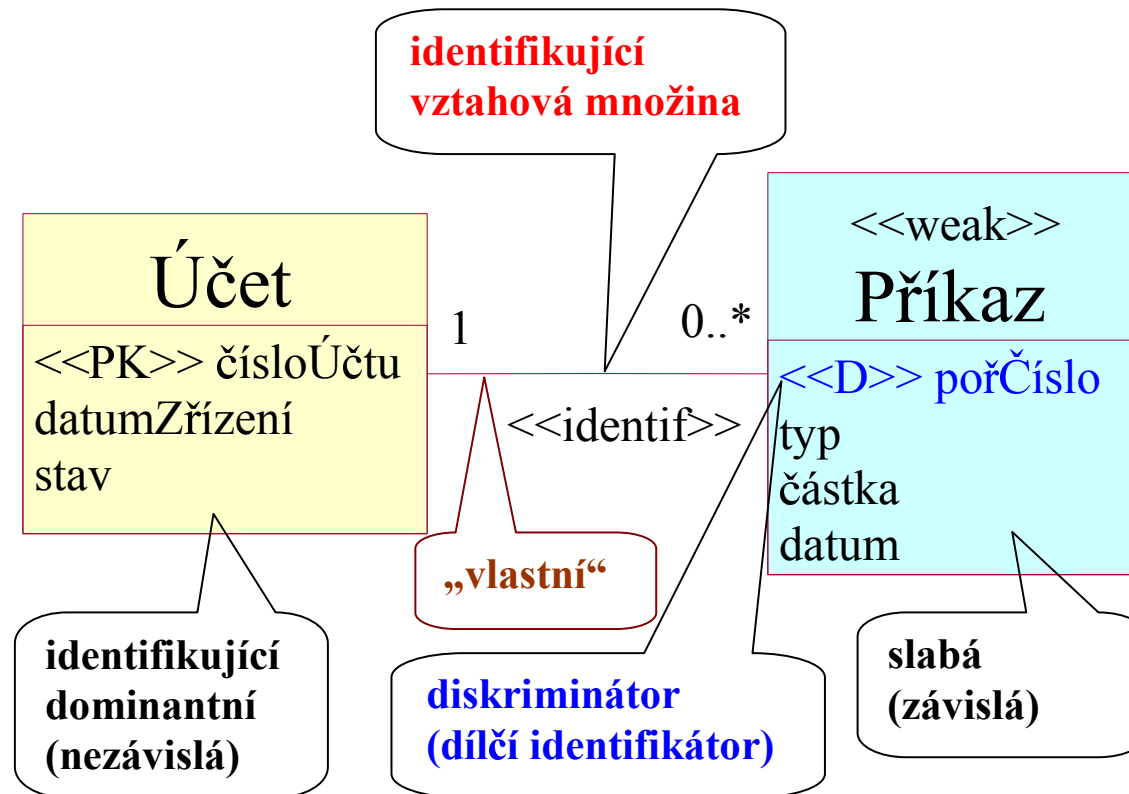 identifikující
vztahová množina
Účet
<<PK>> čísloÚčtu
datumZřízení
stav
1
0..*
<<identif>>
<<weak>>
Příkaz
<<D>> pořČíslo
typ
částka
datum
„vlastní“
identifikující
dominantní
(nezávislá)
diskriminátor
(dílčí identifikátor)
slabá
(závislá)